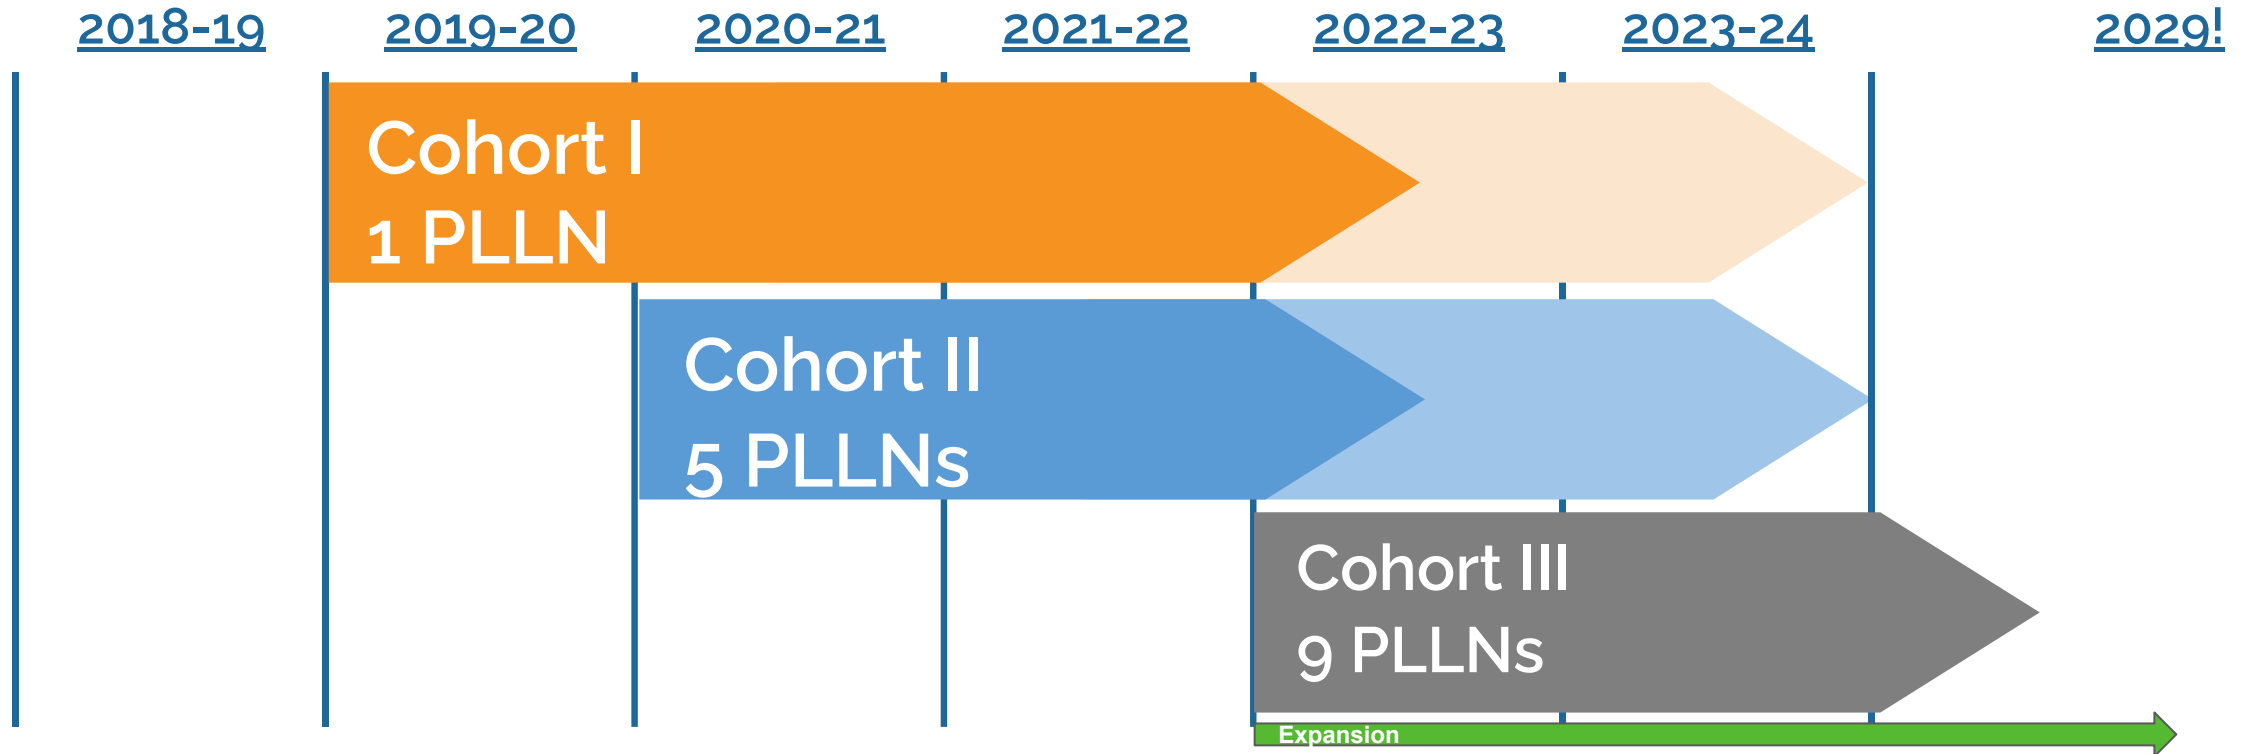 2018-19 2019-20 2020-21 2021-22 2022-23 2023-24 2029!
Cohort I
1 PLLN
Cohort II
5 PLLNs
Cohort III
9 PLLNs
Expansion